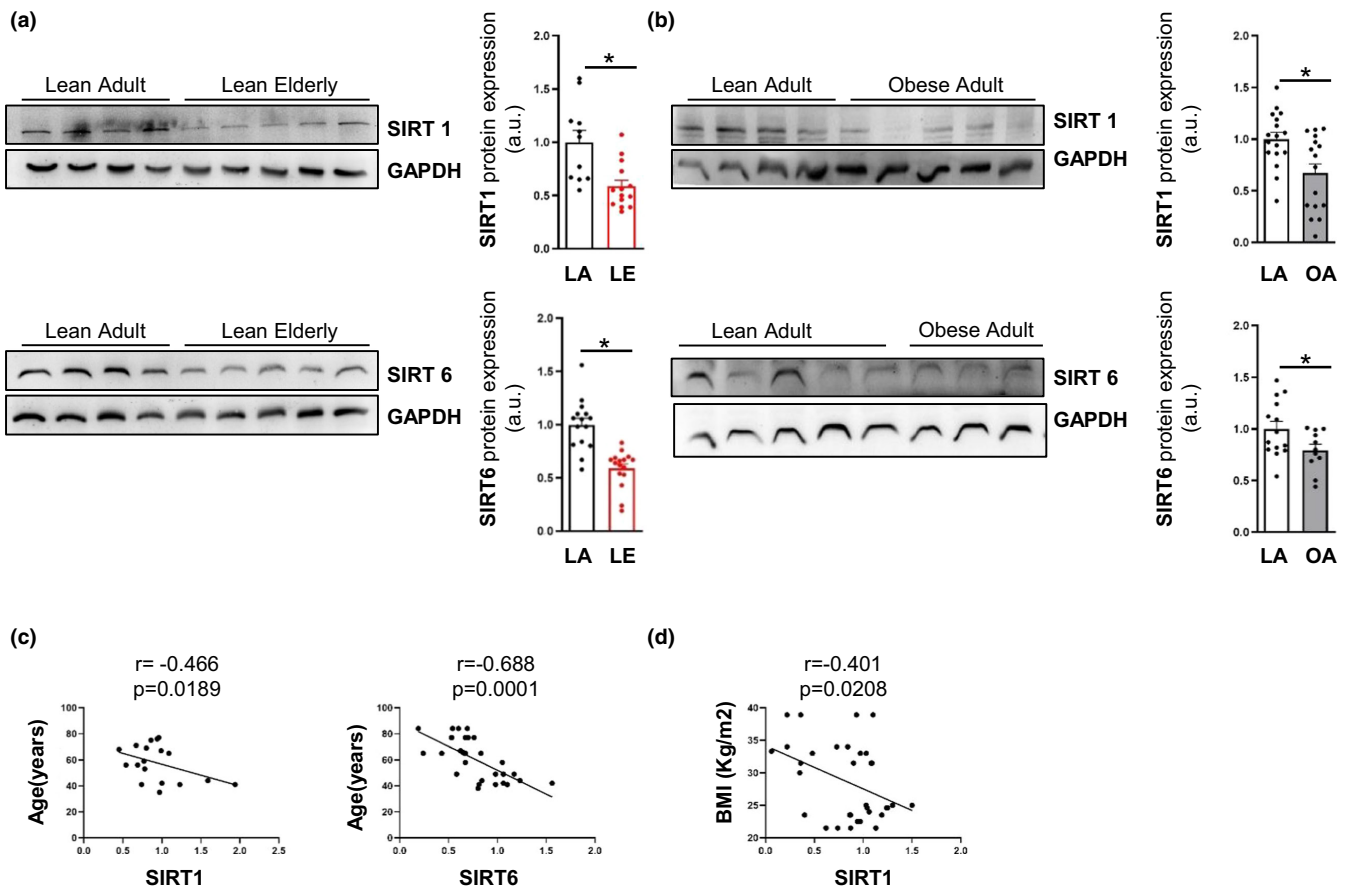 (a)
Lean Adult Lean Elderly
SIRT 1
GAPDH
SIRT1 protein expression
(a.u.)
2.0
1.5
1.0
0.5
0.0
*
LA LE
Lean Adult Lean Elderly
SIRT 6
GAPDH
SIRT6 protein expression
(a.u.)
2.0
1.5
1.0
0.5
0.0
*
LA LE
(b)
Lean Adult Obese Adult
SIRT 1
GAPDH
SIRT1 protein expression
(a.u.)
2.0
1.5
1.0
0.5
0.0
*
LA OA
Lean Adult Obese Adult
SIRT 6
GAPDH
SIRT6 protein expression
(a.u.)
2.0
1.5
1.0
0.5
0.0
*
LA OA
(c)
r= -0.466
p=0.0189
Age(years)
100
80
60
40
20
0
0.0 0.5 1.0 1.5 2.0 2.5
SIRT1
r=-0.688
p=0.0001
Age(years)
100
80
60
40
20
0
0.0 0.5 1.0 1.5 2.0
SIRT6
(d)
r=-0.401
p=0.0208
BMI (Kg/m2)
40
35
30
25
20
0.0 0.5 1.0 1.5 2.0
SIRT1